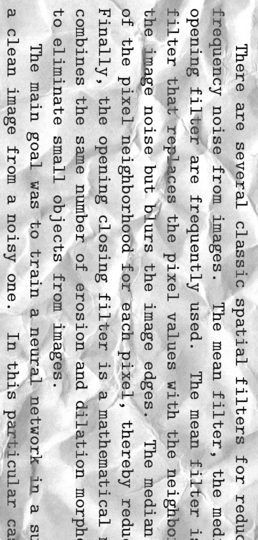 There are several classic spatial filters for reduc
frequency noise from images. The mean filter, the med
opening filter are frequently used. The mean filter is
filter that replaces the pixel values with the neighbor
the image noise but blurs the image edges. The median
of the pixel neighborhood for each pixel, thereby redu
Finally, the opening closing filter is a mathematical
combines the same number of erosion and dilation morph
to eliminate small objects from images.
The main goal was to train a neural network in a su
a clean image from a noisy one. In this particular ca